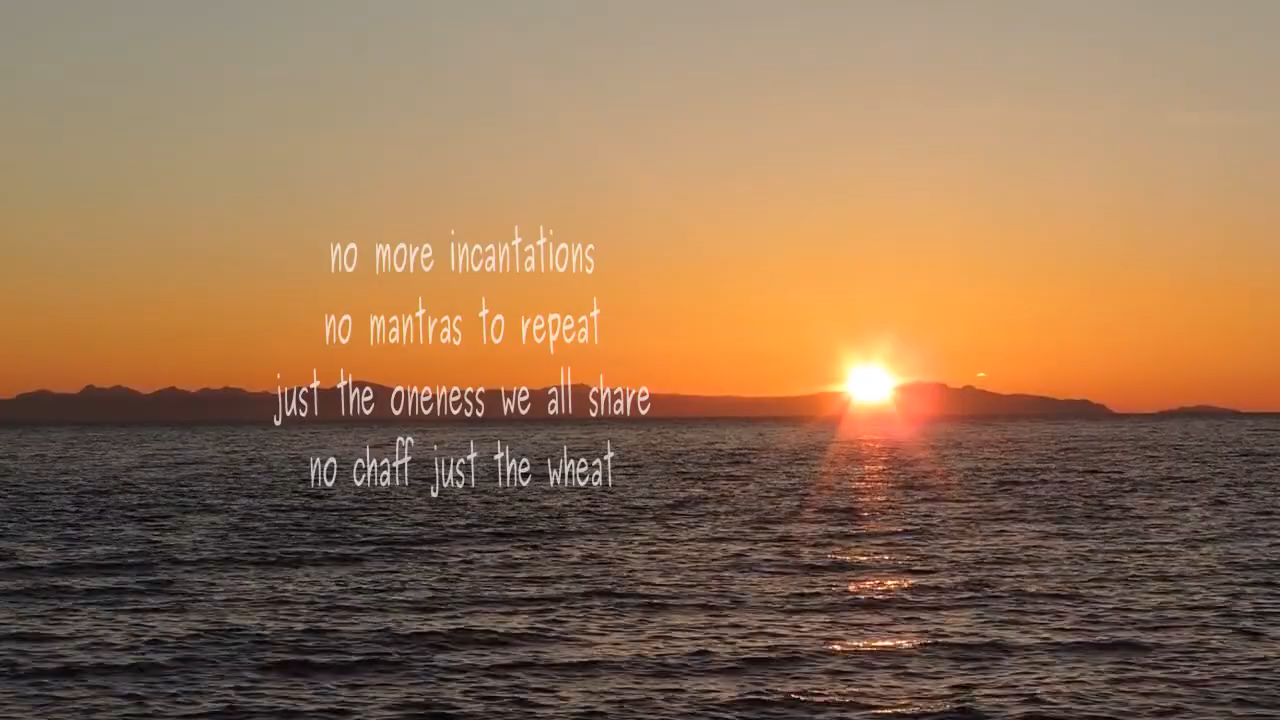 no more incantations
no mantras to repeat
just the oneness we all share
no chaff just the wheat